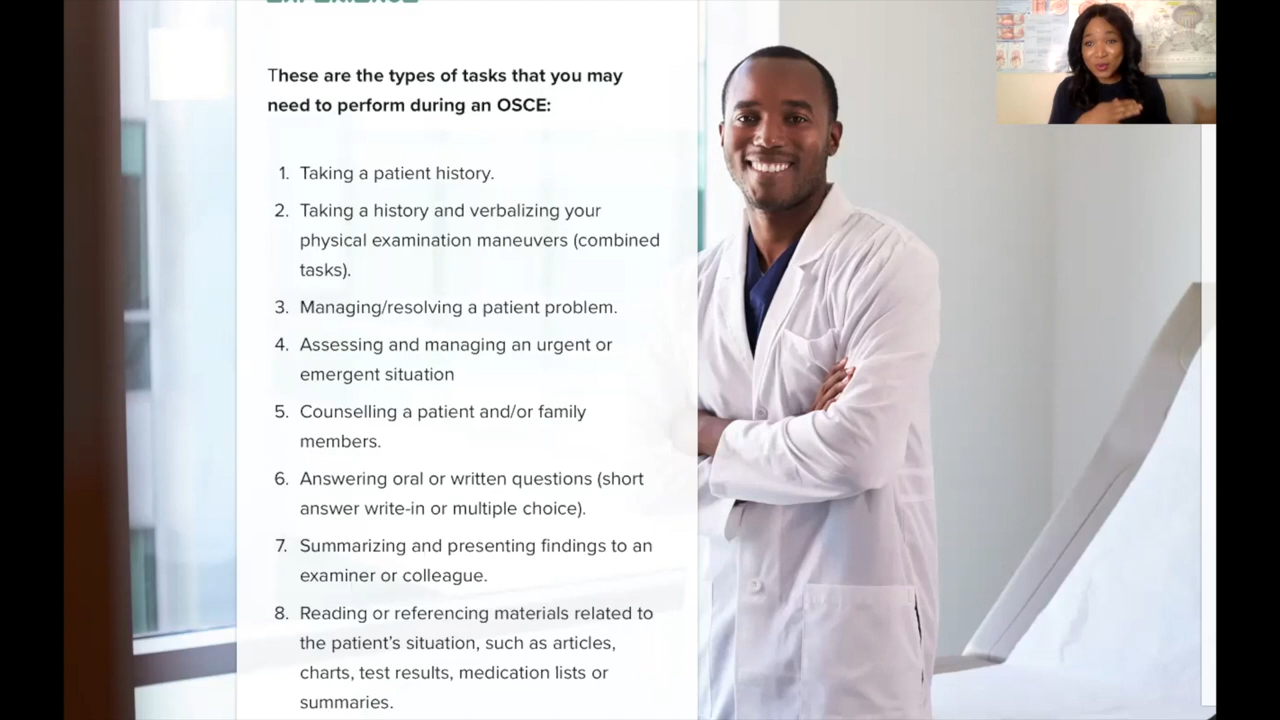 EXPERIENCE
These are the types of tasks that you may
need to perform during an OSCE:
1. Taking a patient history.
2. Taking a history and verbalizing your
physical examination maneuvers (combined
tasks).
3. Managing/resolving a patient problem.
4. Assessing and managing an urgent or
emergent situation
5. Counselling a patient and/or family
members.
6. Answering oral or written questions (short
answer write-in or multiple choice).
7. Summarizing and presenting findings to an
examiner or colleague.
8. Reading or referencing materials related to
the patient's situation, such as articles,
charts, test results, medication lists or
summaries.